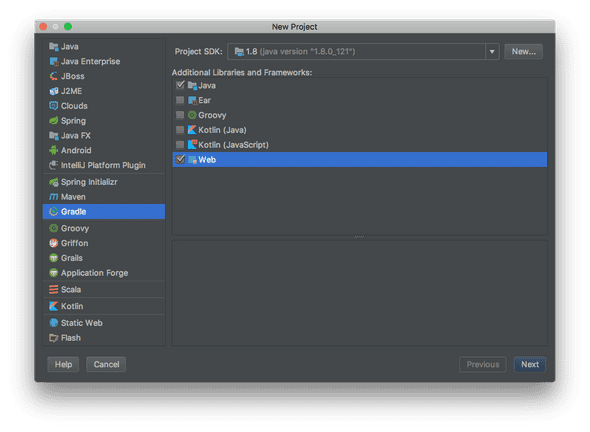 New Project
Java
Java Enterprise
JBoss
J2ME
Clouds
Spring
Java FX
Android
IntelliJ Platform Plugin
Spring Initializr
Maven
Gradle
Groovy
Griffon
Grails
Application Forge
Scala
Kotlin
Static Web
Flash
Project SDK: 1.8 (java version "1.8.0_121") New...
Additional Libraries and Frameworks:
Java
Ear
Groovy
Kotlin (Java)
Kotlin (JavaScript)
Web
Help Cancel Previous Next